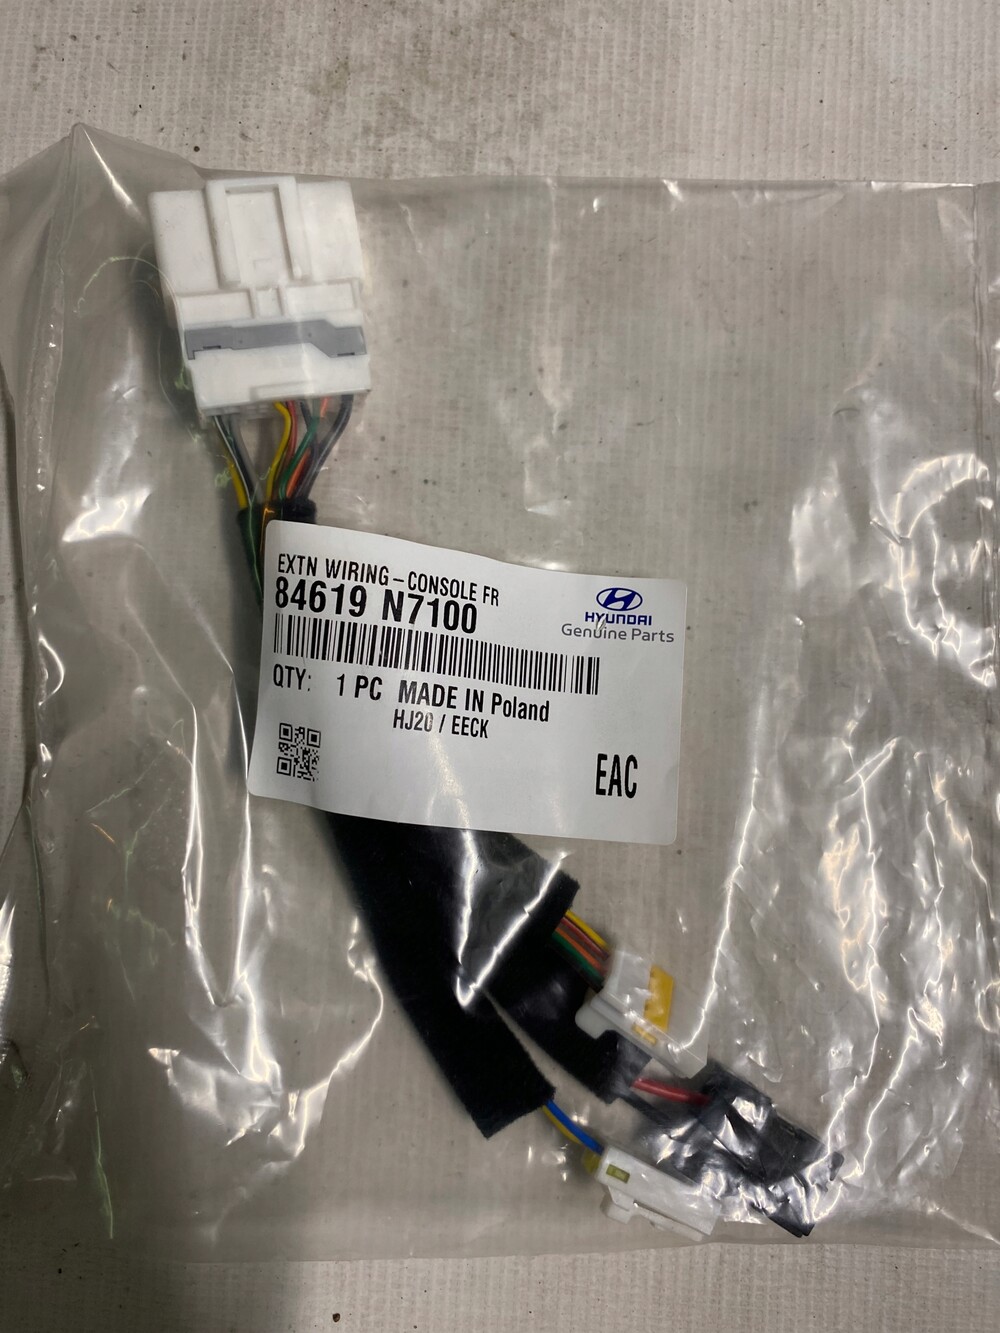 EXTN WIRING-CONSOLE FR
84619 N7100
HYUNDAI
Genuine Parts
QTY: 1 PC MADE IN Poland
HJ20 / EECK
EAC